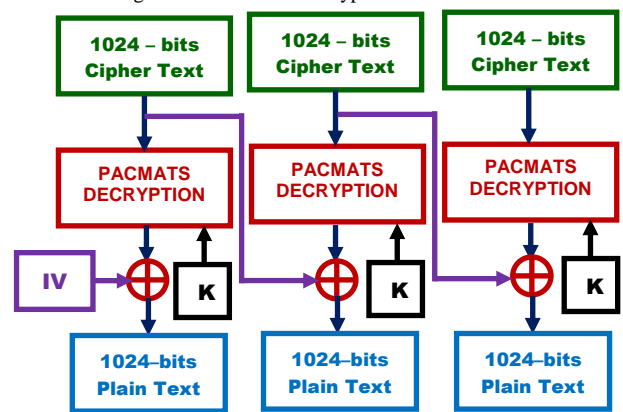 1024 – bits
Cipher Text
1024 – bits
Cipher Text
1024 – bits
Cipher Text
PACMATS
DECRYPTION
PACMATS
DECRYPTION
PACMATS
DECRYPTION
IV
K
K
K
1024–bits
Plain Text
1024–bits
Plain Text
1024–bits
Plain Text